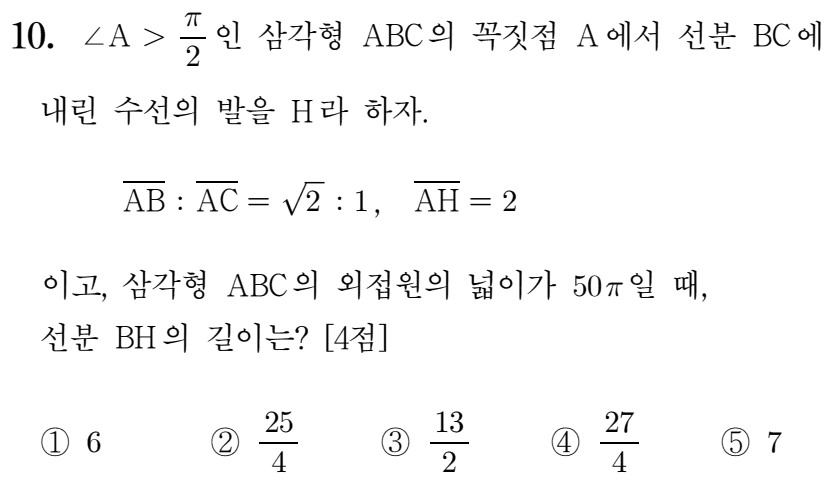 10. ∠A > π/2 인 삼각형 ABC의 꼭짓점 A에서 선분 BC에
내린 수선의 발을 H라 하자.
A̅B̅ : A̅C̅ = √2 : 1, A̅H̅ = 2
이고, 삼각형 ABC의 외접원의 넓이가 50π일 때,
선분 BH의 길이는? [4점]
① 6 ② 25/4 ③ 13/2 ④ 27/4 ⑤ 7